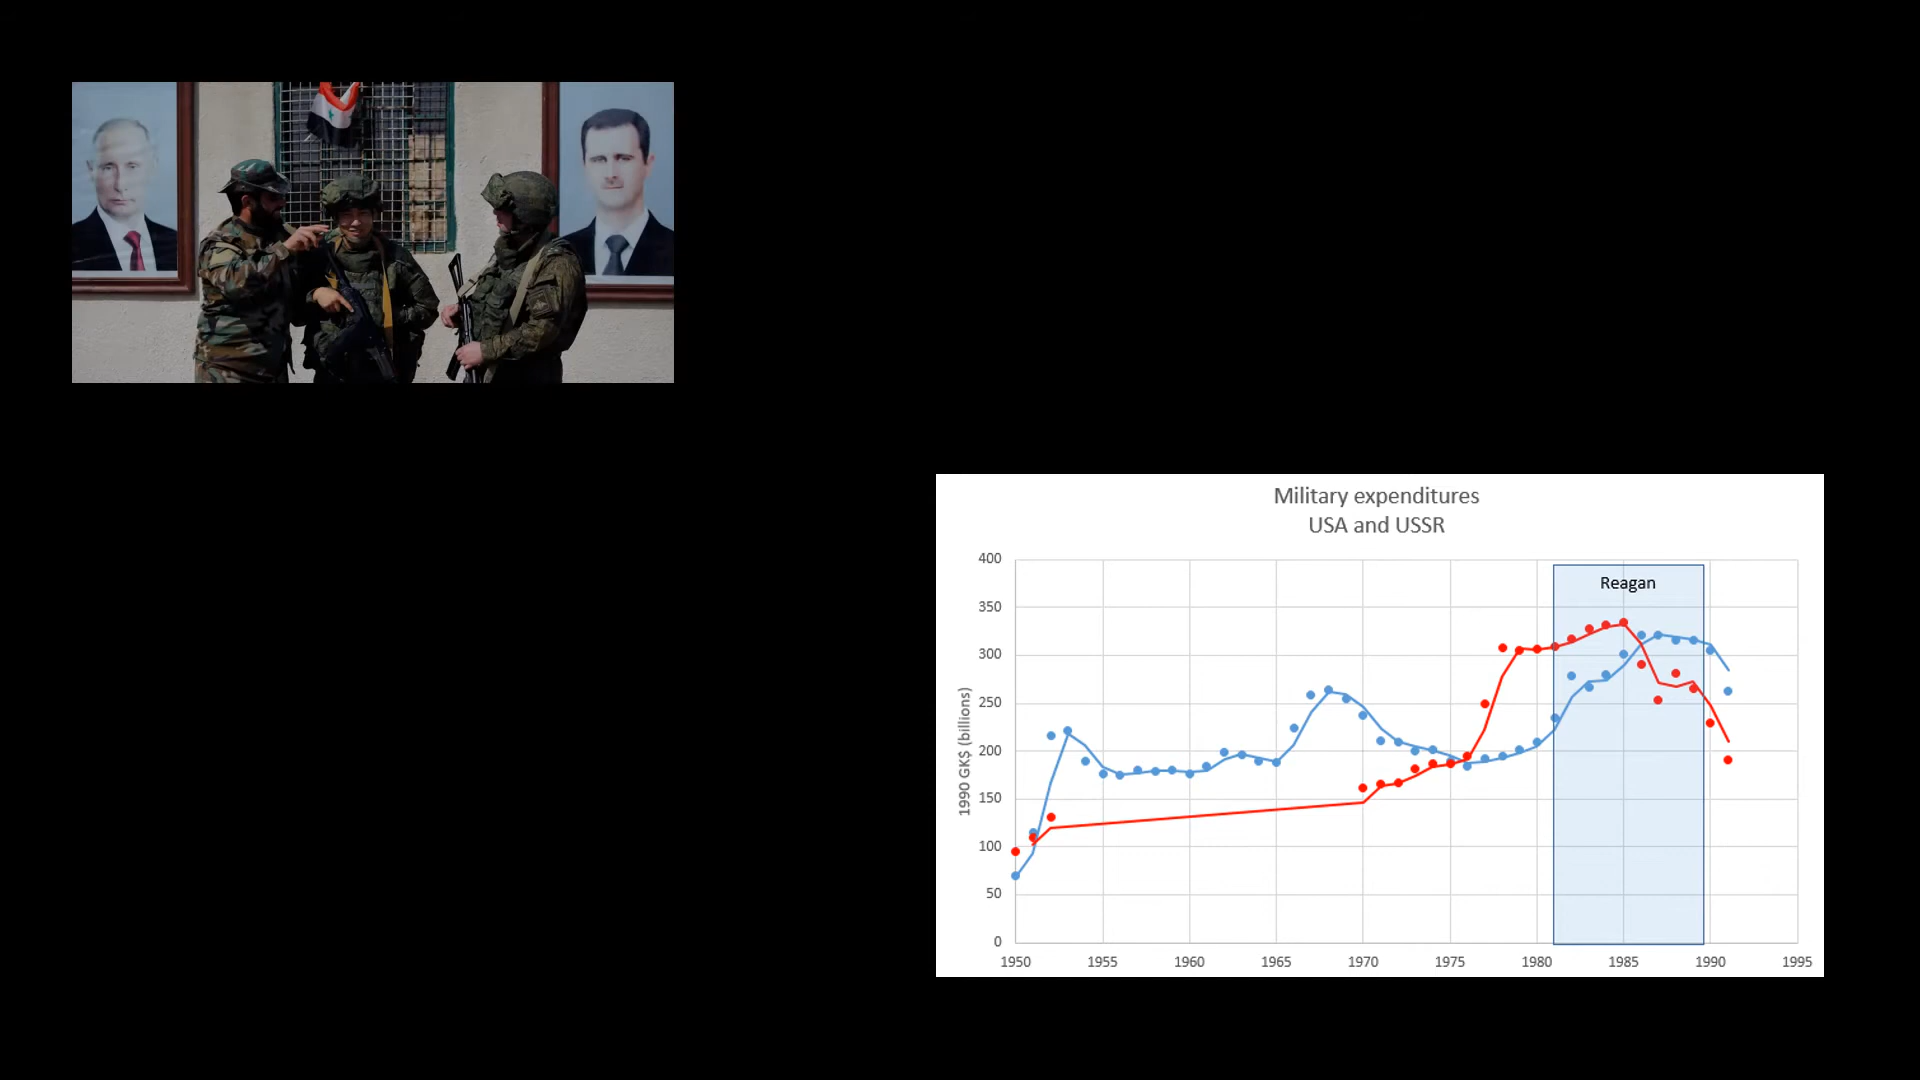 Military expenditures
USA and USSR
400
Reagan
350
300
250
200
150
100
50
0
1990 GK$ (billions)
1950 1955 1960 1965 1970 1975 1980 1985 1990 1995